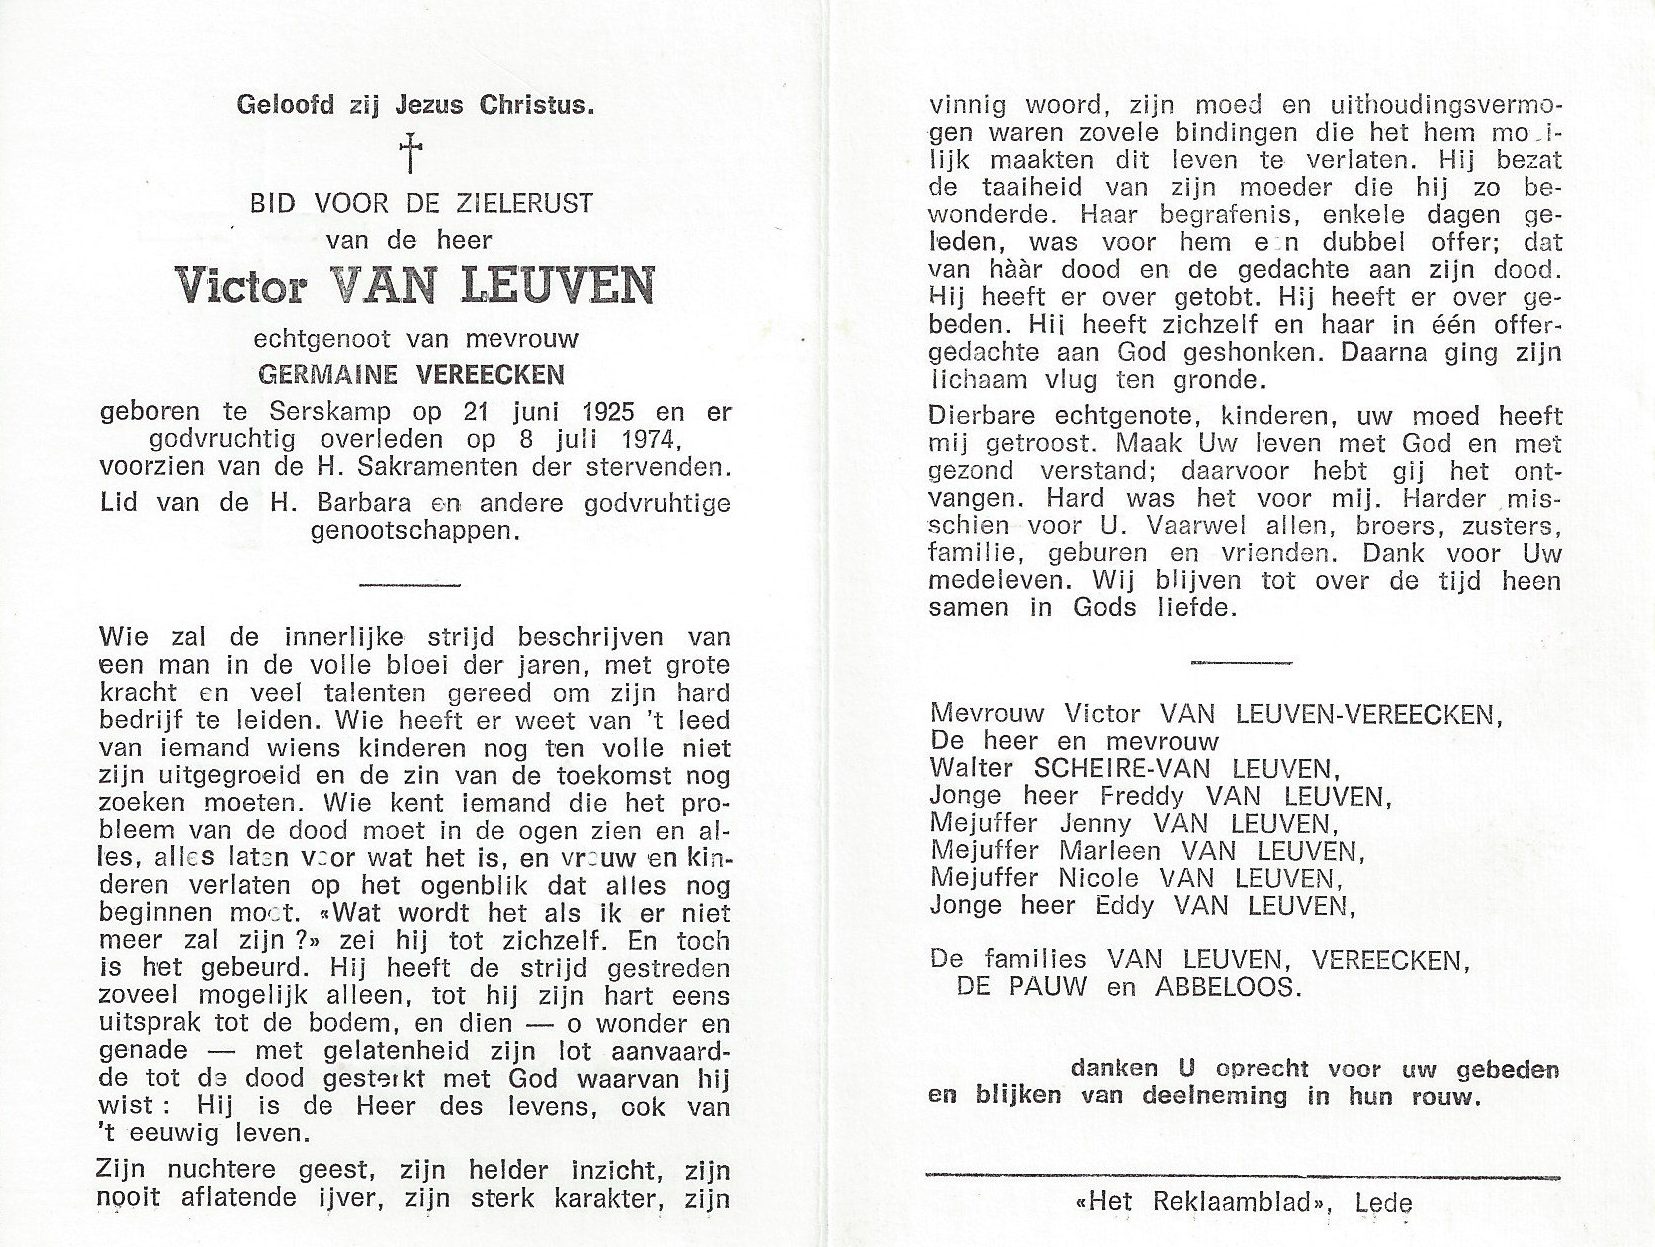 Geloofd zij Jezus Christus.
BID VOOR DE ZIELERUST
van de heer
Victor VAN LEUVEN
echtgenoot van mevrouw
GERMAINE VEREECKEN
geboren te Serskamp op 21 juni 1925 en er
godvruchtig overleden op 8 juli 1974,
voorzien van de H. Sakramenten der stervenden.
Lid van de H. Barbara en andere godvruhtige
genootschappen.
Wie zal de innerlijke strijd beschrijven van
een man in de volle bloei der jaren, met grote
kracht en veel talenten gereed om zijn hard
bedrijf te leiden. Wie heeft er weet van 't leed
van iemand wiens kinderen nog ten volle niet
zijn uitgegroeid en de zin van de toekomst nog
zoeken moeten. Wie kent iemand die het pro-
bleem van de dood moet in de ogen zien en al-
les, alles laten voor wat het is, en vrouw en kin-
deren verlaten op het ogenblik dat alles nog
beginnen moet. «Wat wordt het als ik er niet
meer zal zijn ?» zei hij tot zichzelf. En toch
is het gebeurd. Hij heeft de strijd gestreden
zoveel mogelijk alleen, tot hij zijn hart eens
uitsprak tot de bodem, en dien — o wonder en
genade — met gelatenheid zijn lot aanvaard-
de tot de dood gesterkt met God waarvan hij
wist : Hij is de Heer des levens, ook van
't eeuwig leven.
Zijn nuchtere geest, zijn helder inzicht, zijn
nooit aflatende ijver, zijn sterk karakter, zijn
vinnig woord, zijn moed en uithoudingsvermo-
gen waren zovele bindingen die het hem moei-
lijk maakten dit leven te verlaten. Hij bezat
de taaiheid van zijn moeder die hij zo be-
wonderde. Haar begrafenis, enkele dagen ge-
leden, was voor hem een dubbel offer; dat
van hààr dood en de gedachte aan zijn dood.
Hij heeft er over getobt. Hij heeft er over ge-
beden. Hij heeft zichzelf en haar in één offer-
gedachte aan God geshonken. Daarna ging zijn
lichaam vlug ten gronde.
Dierbare echtgenote, kinderen, uw moed heeft
mij getroost. Maak Uw leven met God en met
gezond verstand; daarvoor hebt gij het ont-
vangen. Hard was het voor mij. Harder mis-
schien voor U. Vaarwel allen, broers, zusters,
familie, geburen en vrienden. Dank voor Uw
medeleven. Wij blijven tot over de tijd heen
samen in Gods liefde.
Mevrouw Victor VAN LEUVEN-VEREECKEN,
De heer en mevrouw
Walter SCHEIRE-VAN LEUVEN,
Jonge heer Freddy VAN LEUVEN,
Mejuffer Jenny VAN LEUVEN,
Mejuffer Marleen VAN LEUVEN,
Mejuffer Nicole VAN LEUVEN,
Jonge heer Eddy VAN LEUVEN,
De families VAN LEUVEN, VEREECKEN,
DE PAUW en ABBELOOS.
danken U oprecht voor uw gebeden
en blijken van deelneming in hun rouw.
«Het Reklaamblad», Lede